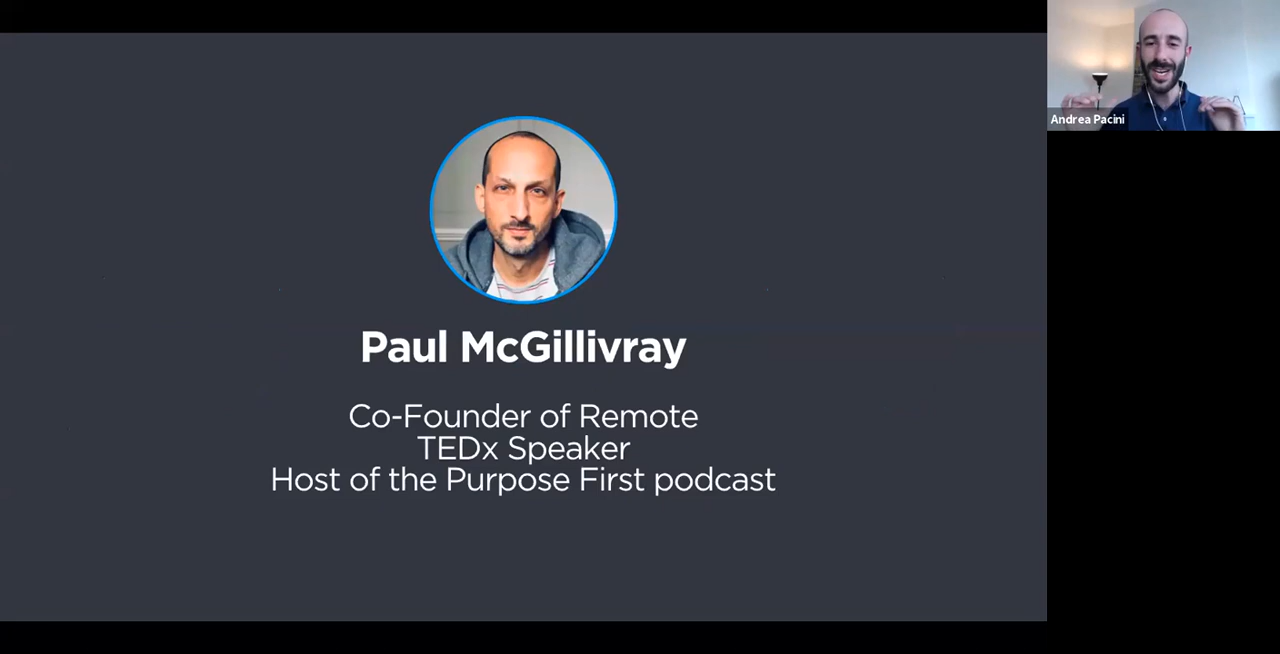 Paul McGillivray
Co-Founder of Remote
TEDx Speaker
Host of the Purpose First podcast
Andrea Pacini